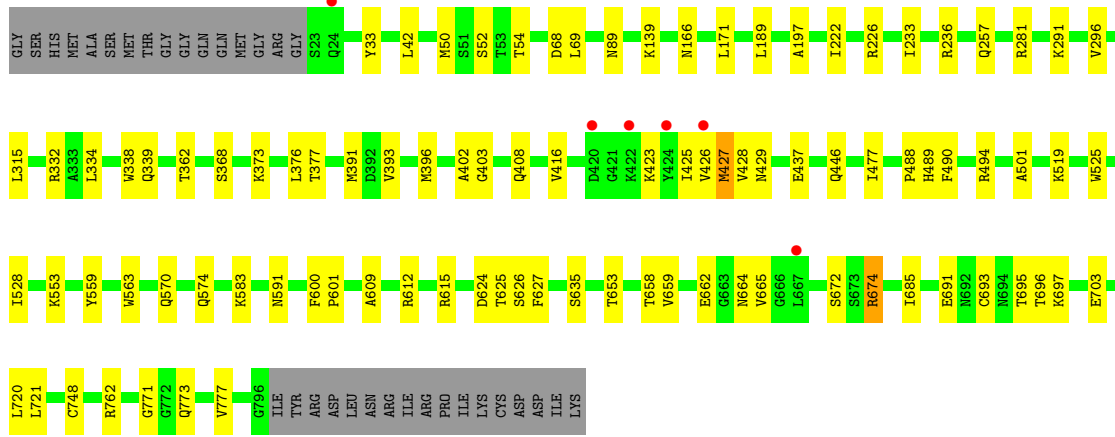 GLY SER HIS MET ALA SER MET THR GLY GLY GLN GLN MET GLY ARG GLY S23 Q24 Y33 L42 M50 S51 S52 T53 T54 D68 L69 N89 K139 N166 L171 L189 A197 I222 R226 I233 R236 Q257 R281 K291 V296
L315 R332 A333 L334 W338 Q339 T362 S368 K373 L376 T377 M391 D392 V393 M396 A402 G403 Q408 V416 D420 G421 K422 K423 Y424 I425 V426 M427 V428 N429 E437 Q446 I477 P488 H489 F490 R494 A501 K519 W525
I528 K553 Y559 W563 Q570 Q574 K583 N591 F600 P601 A609 R612 R615 D624 T625 S626 F627 S635 T653 T658 V659 E662 G663 N664 V665 G666 L667 S672 S673 R674 I685 E691 N692 C693 N694 T695 T696 K697 E703
L720 L721 C748 R762 G771 G772 Q773 V777 G796 ILE TYR ARG ASP LEU ASN ARG ILE ARG PRO ILE LYS CYS ASP ASP ILE LYS